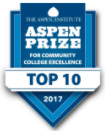 THE ASPEN INSTITUTE
ASPEN
PRIZE
FOR COMMUNITY
COLLEGE EXCELLENCE
TOP 10
2017